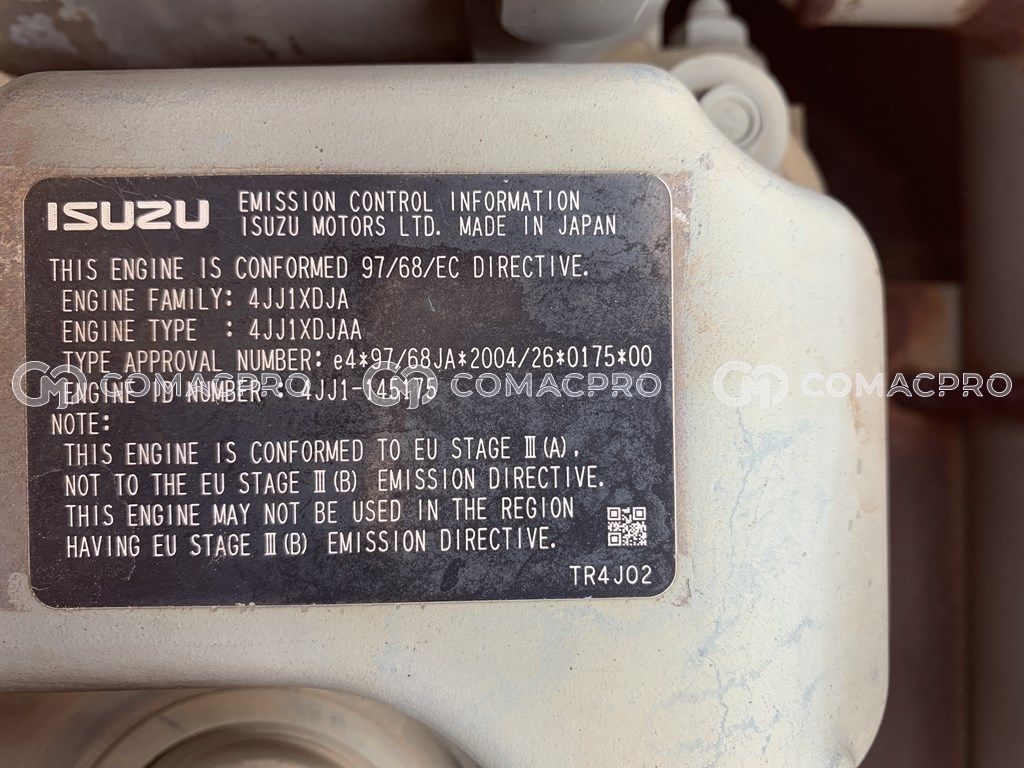 ISUZU
EMISSION CONTROL INFORMATION
ISUZU MOTORS LTD. MADE IN JAPAN
THIS ENGINE IS CONFORMED 97/68/EC DIRECTIVE.
ENGINE FAMILY: 4JJ1XDJA
ENGINE TYPE : 4JJ1XDJAA
TYPE APPROVAL NUMBER: e4*97/68JA*2004/26*0175*00
COMACPRO COMACPRO COMACPRO
ENGINE ID NUMBER : 4JJ1-145175
NOTE:
THIS ENGINE IS CONFORMED TO EU STAGE Ⅲ(A),
NOT TO THE EU STAGE Ⅲ(B) EMISSION DIRECTIVE.
THIS ENGINE MAY NOT BE USED IN THE REGION
HAVING EU STAGE Ⅲ(B) EMISSION DIRECTIVE.
TR4J02